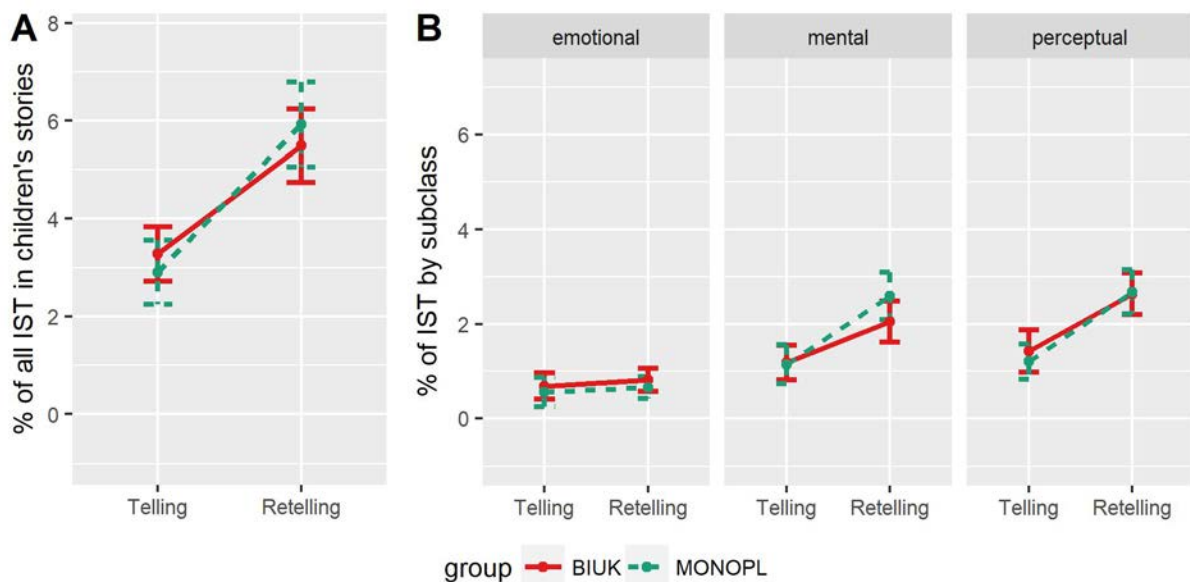 A
% of all IST in children's stories
8
6
4
2
0
Telling Retelling
B
% of IST by subclass
emotional mental perceptual
6
4
2
0
Telling Retelling Telling Retelling Telling Retelling
group BIUK MONOPL